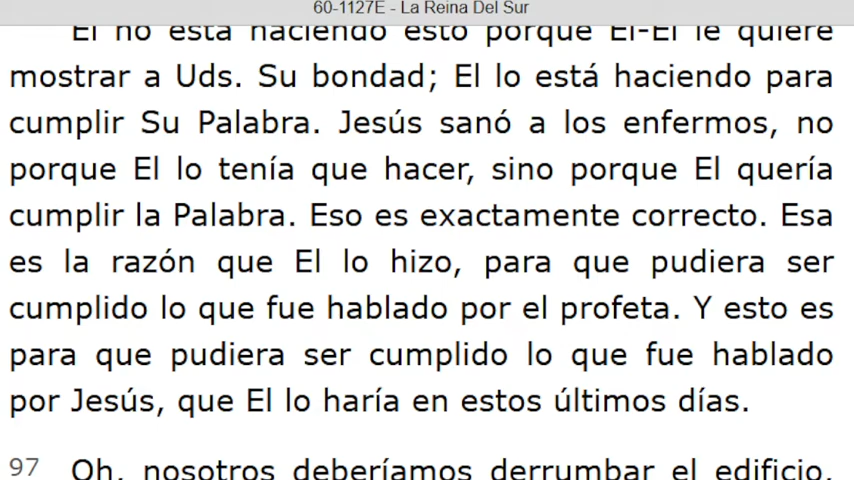 60-1127E - La Reina Del Sur
El no está haciendo esto porque El-El le quiere
mostrar a Uds. Su bondad; El lo está haciendo para
cumplir Su Palabra. Jesús sanó a los enfermos, no
porque El lo tenía que hacer, sino porque El quería
cumplir la Palabra. Eso es exactamente correcto. Esa
es la razón que El lo hizo, para que pudiera ser
cumplido lo que fue hablado por el profeta. Y esto es
para que pudiera ser cumplido lo que fue hablado
por Jesús, que El lo haría en estos últimos días.
97 Oh, nosotros deberíamos derrumbar el edificio,